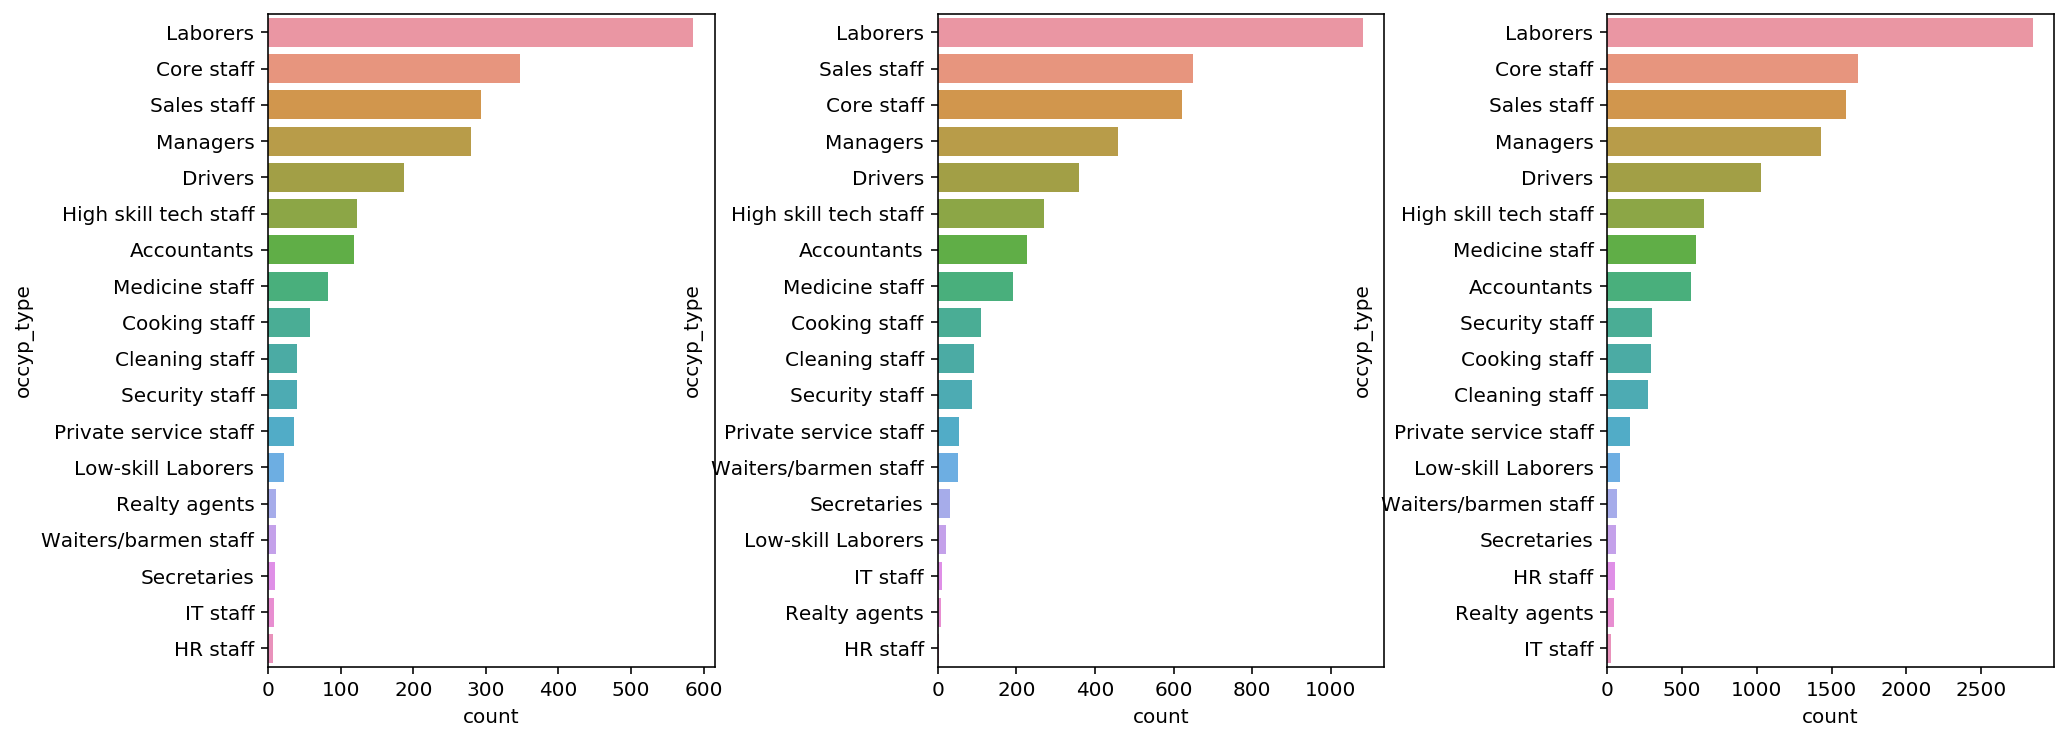 occyp_type
Laborers
Core staff
Sales staff
Managers
Drivers
High skill tech staff
Accountants
Medicine staff
Cooking staff
Cleaning staff
Security staff
Private service staff
Low-skill Laborers
Realty agents
Waiters/barmen staff
Secretaries
IT staff
HR staff
0 100 200 300 400 500 600
count
occyp_type
Laborers
Sales staff
Core staff
Managers
Drivers
High skill tech staff
Accountants
Medicine staff
Cooking staff
Cleaning staff
Security staff
Private service staff
Waiters/barmen staff
Secretaries
Low-skill Laborers
IT staff
Realty agents
HR staff
0 200 400 600 800 1000
count
occyp_type
Laborers
Core staff
Sales staff
Managers
Drivers
High skill tech staff
Medicine staff
Accountants
Security staff
Cooking staff
Cleaning staff
Private service staff
Low-skill Laborers
Waiters/barmen staff
Secretaries
HR staff
Realty agents
IT staff
0 500 1000 1500 2000 2500
count